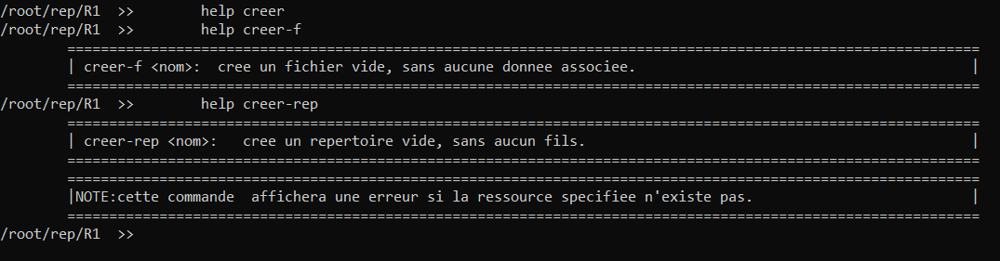 /root/rep/R1  >>        help creer
/root/rep/R1  >>        help creer-f
        =============================================================================================================
        | creer-f <nom>:  cree un fichier vide, sans aucune donnee associee.                                        |
        =============================================================================================================
/root/rep/R1  >>        help creer-rep
        =============================================================================================================
        | creer-rep <nom>:   cree un repertoire vide, sans aucun fils.                                              |
        =============================================================================================================
        =============================================================================================================
        |NOTE:cette commande  affichera une erreur si la ressource specifiee n'existe pas.                          |
        =============================================================================================================
/root/rep/R1  >>